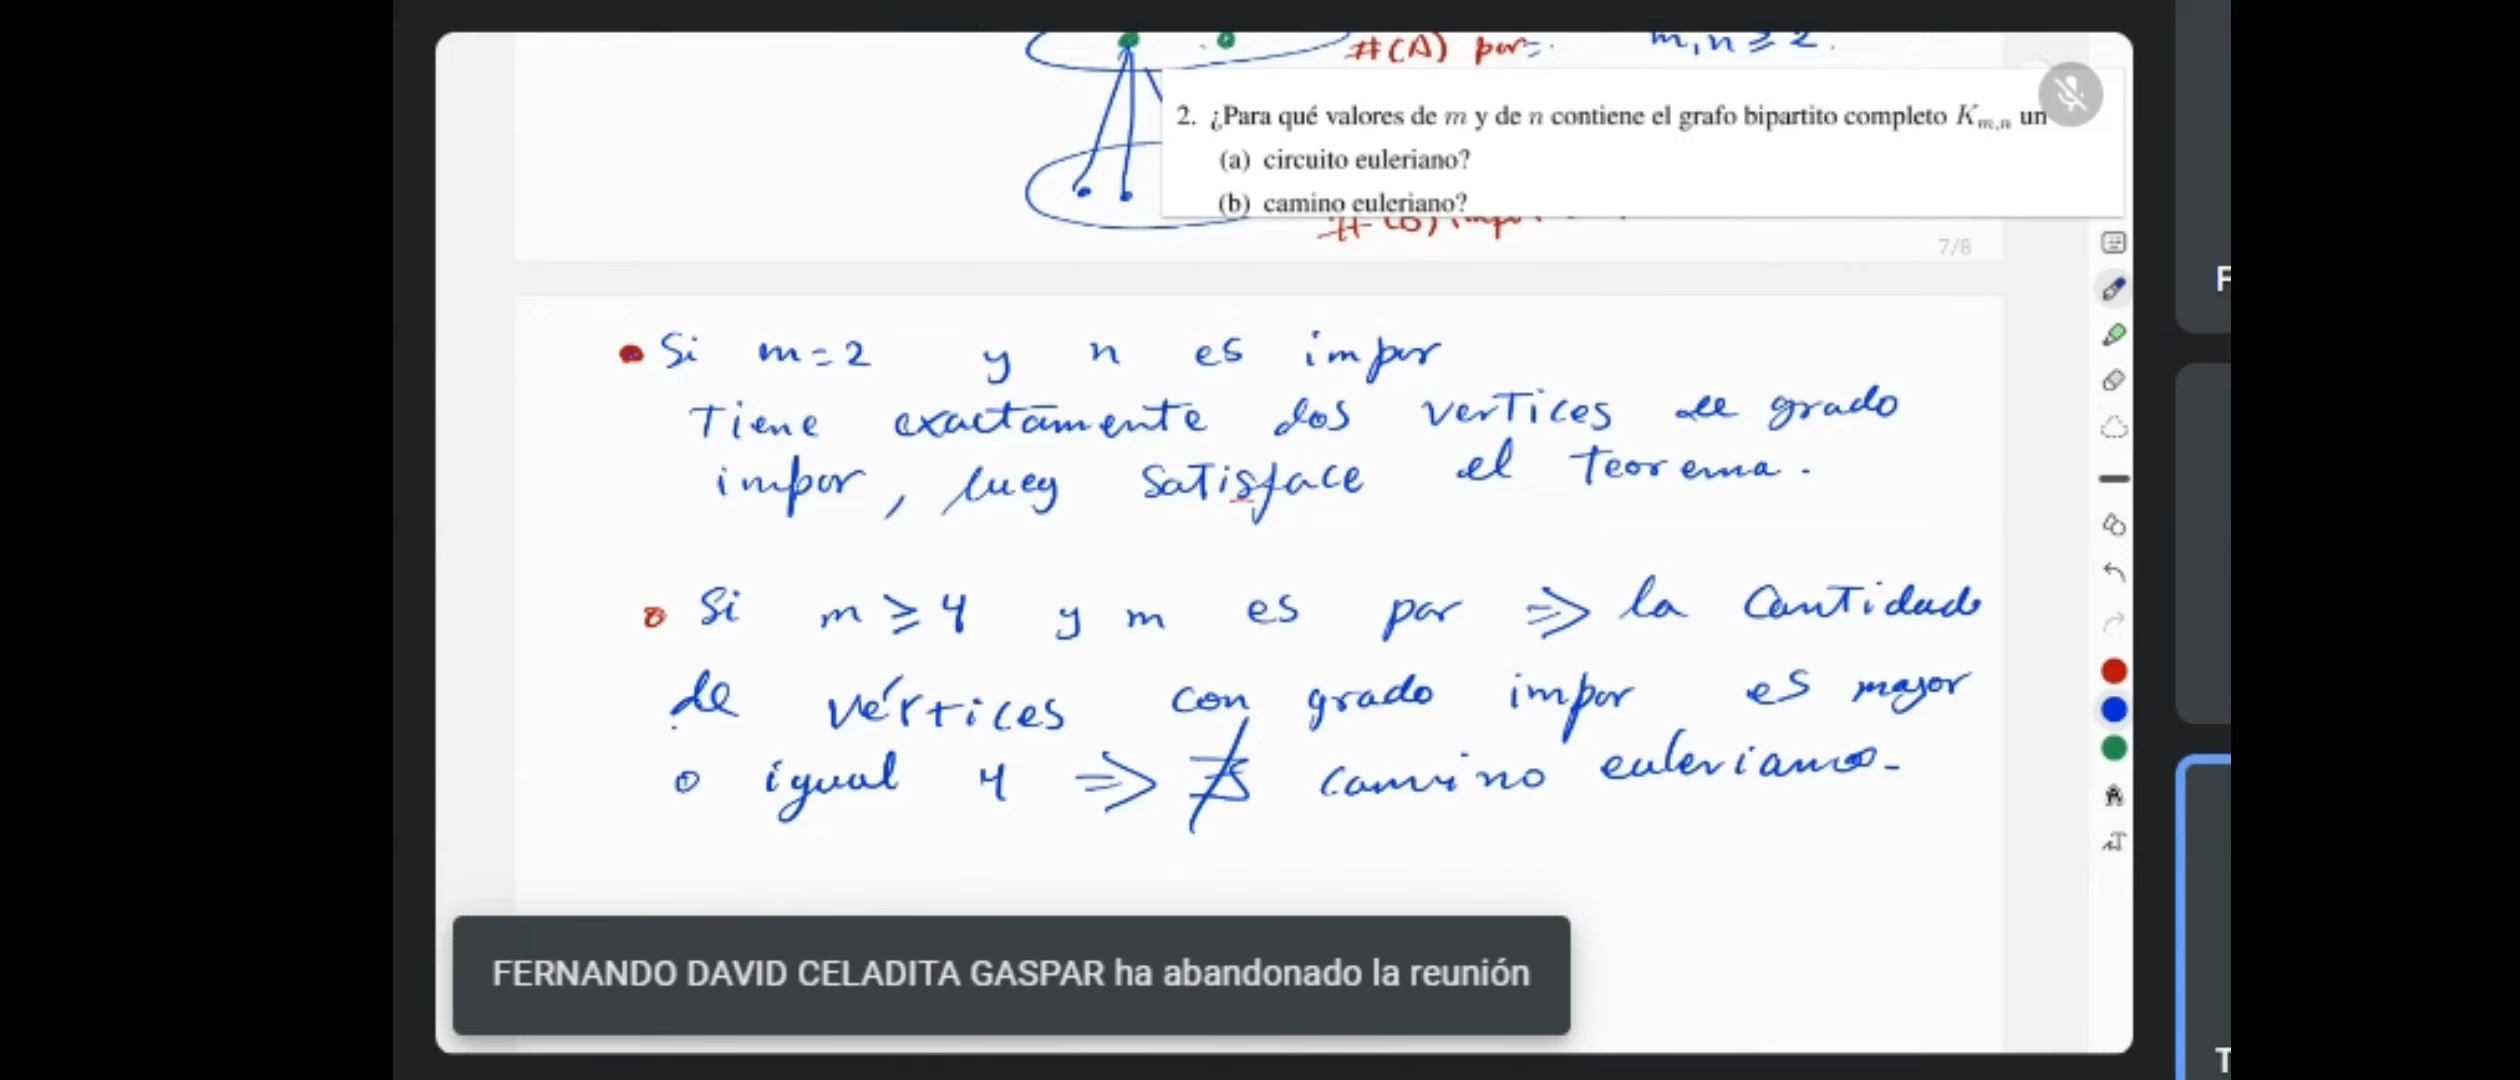 #(A) par=. m,n ≥ 2.
2. ¿Para qué valores de m y de n contiene el grafo bipartito completo K_{m,n} un
(a) circuito euleriano?
(b) camino euleriano?
7/8
Si m=2 y n es impar
Tiene exactamente dos vertices de grado
impar, lueg satisface el Teorema.
Si m ≥ 4 y m es par ⇒ la Cantidad
de vértices con grado impar es mayor
o igual 4 ⇒ ∄ camino euleriano.
FERNANDO DAVID CELADITA GASPAR ha abandonado la reunión